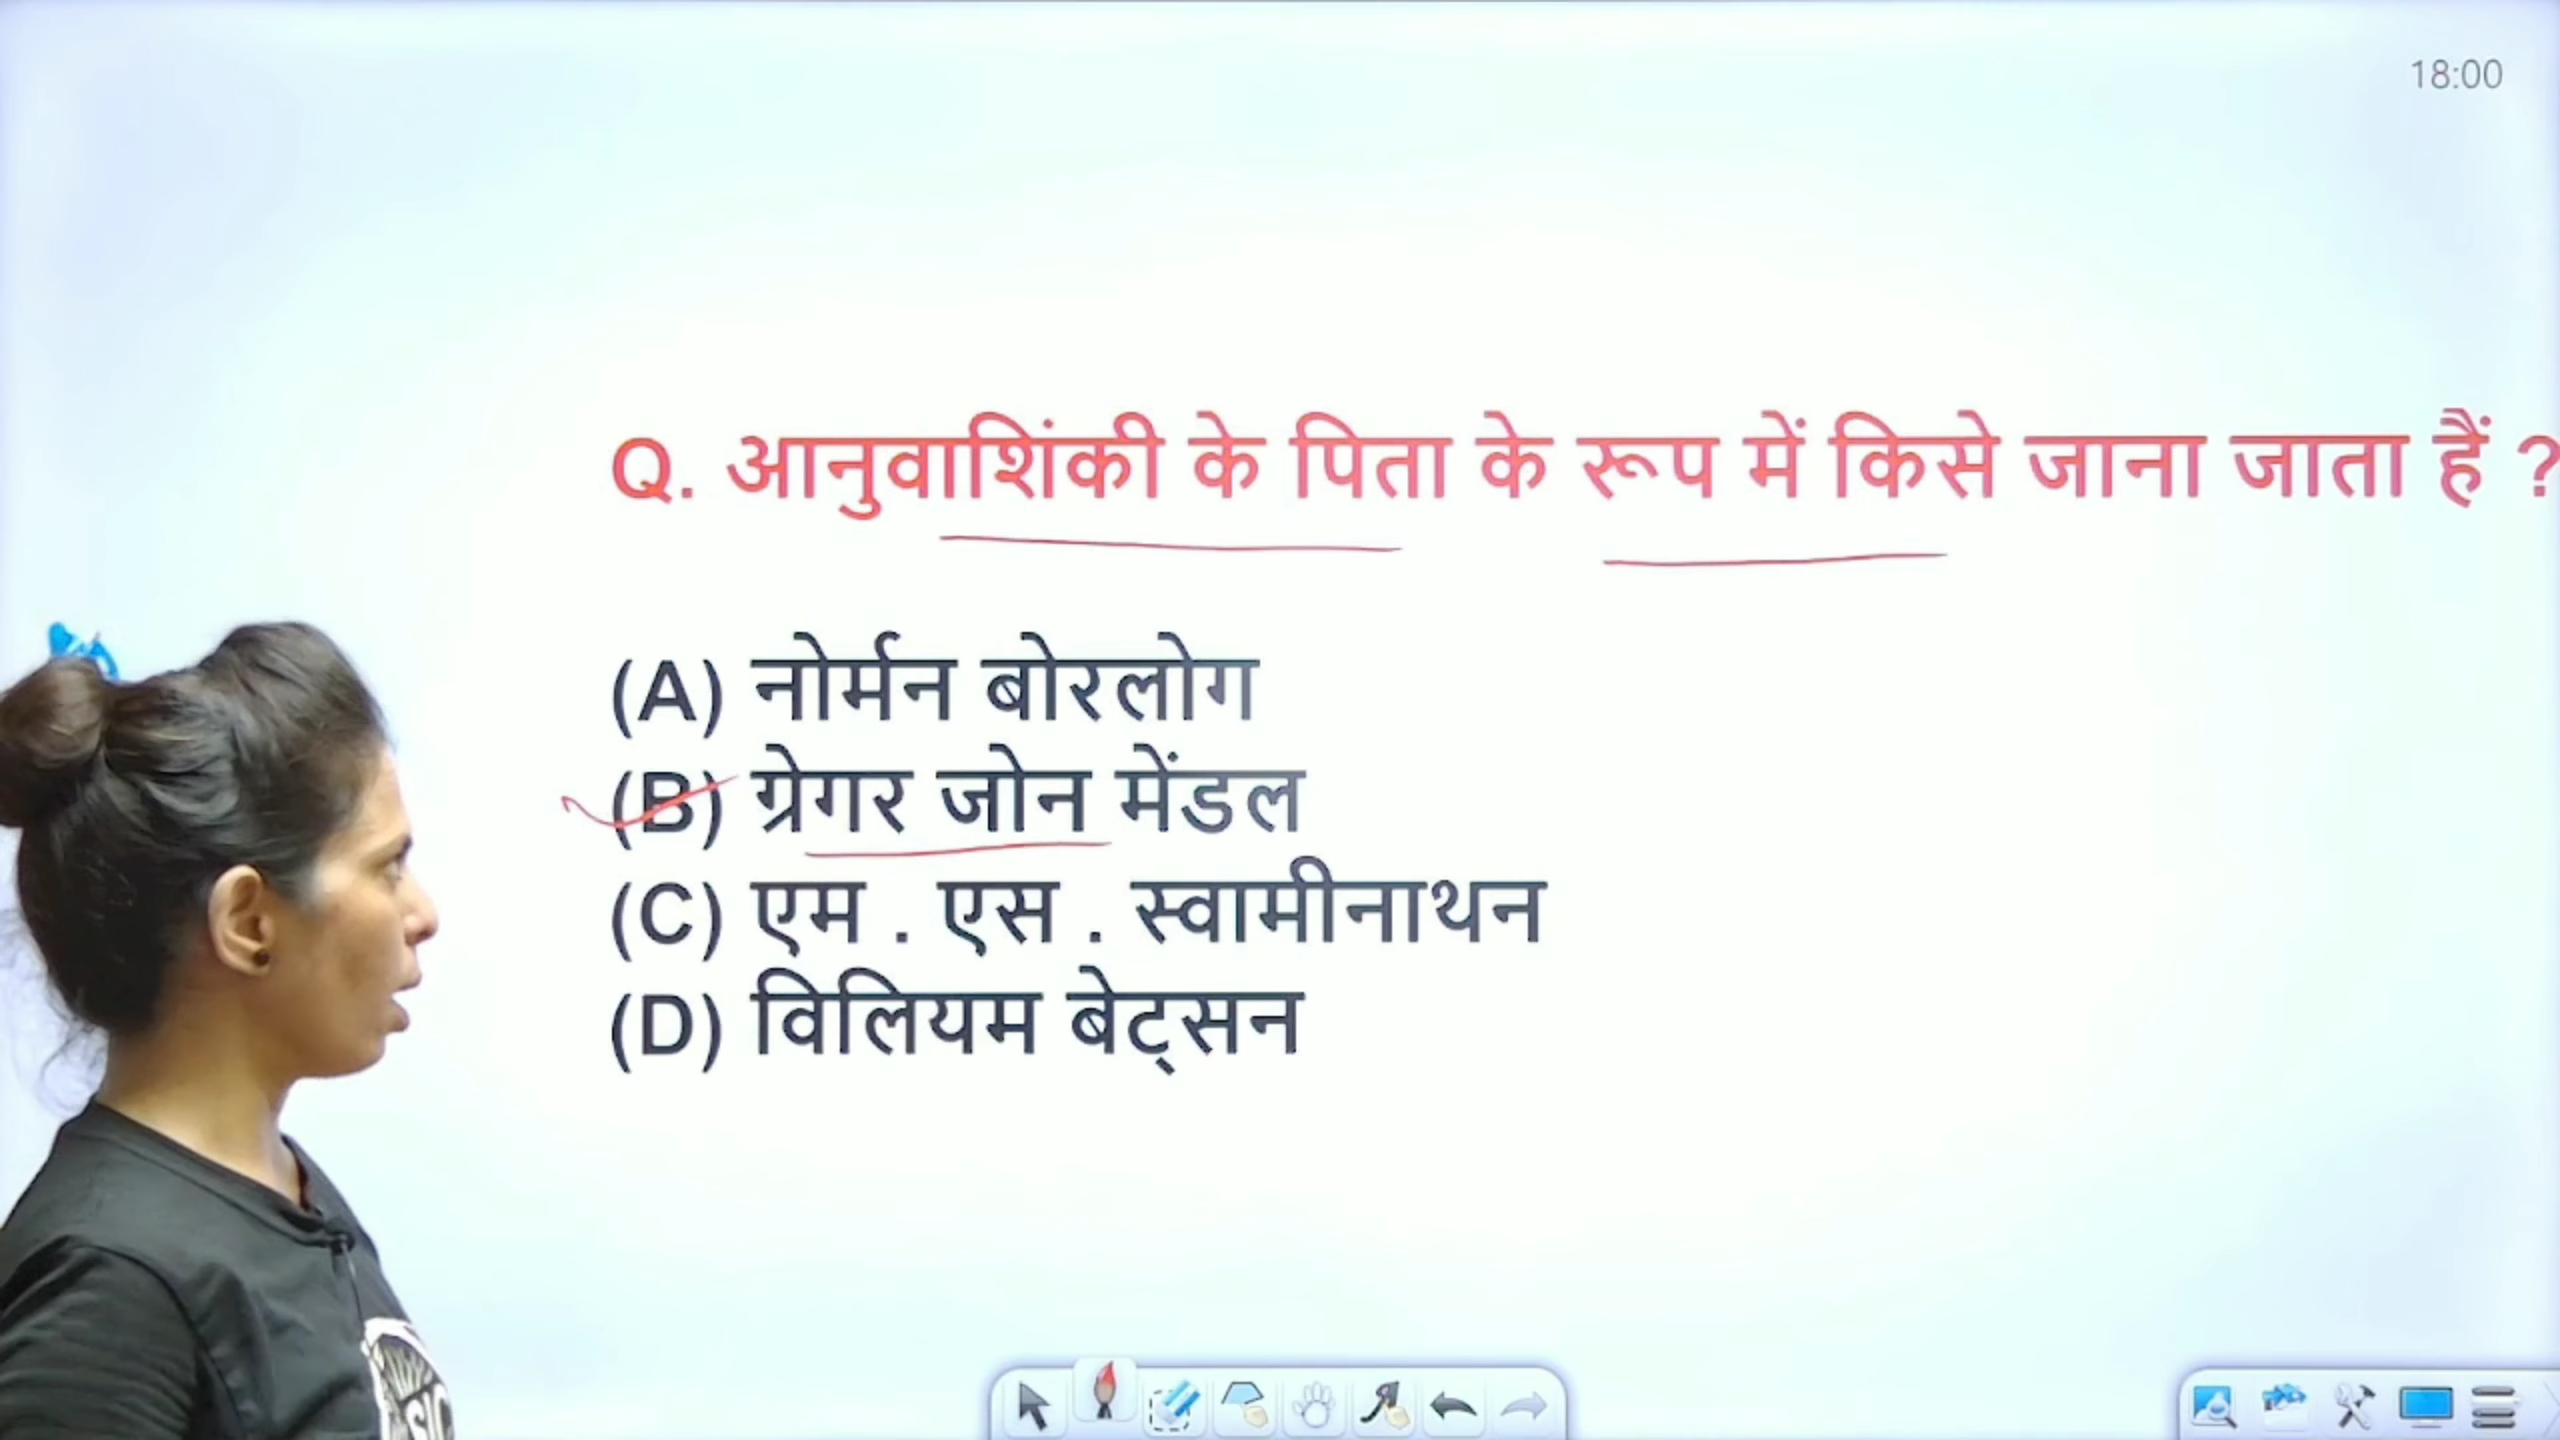 18:00
Q. आनुवाशिंकी के पिता के रूप में किसे जाना जाता हैं ?
(A) नोर्मन बोरलोग
(B) ग्रेगर जोन मेंडल
(C) एम . एस . स्वामीनाथन
(D) विलियम बेट्सन